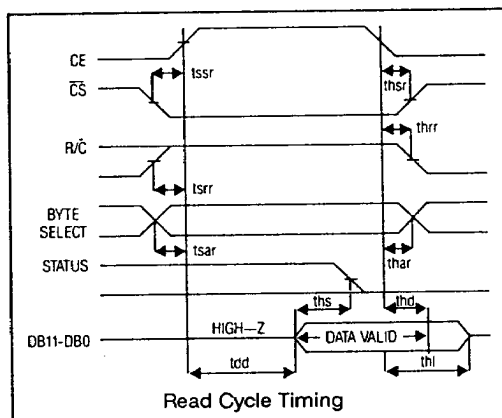 CE
tssr
thsr
C̅S̅
thrr
R/C̅
tsrr
BYTE
SELECT
tsar
thar
STATUS
ths
thd
HIGH—Z
DATA VALID
DB11-DB0
tdd
thl
Read Cycle Timing